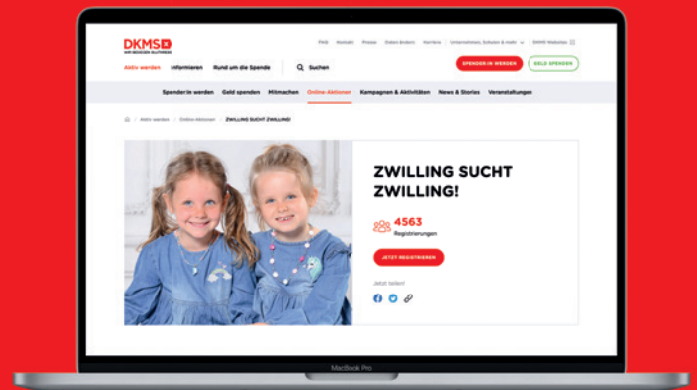 DKMS
WIR BESIEGEN BLUTKREBS
FAQ Kontakt Presse Daten ändern Karriere Unternehmen, Schulen & mehr DKMS Websites
Aktiv werden Informieren Rund um die Spende Suchen
SPENDER:IN WERDEN GELD SPENDEN
Spender:in werden Geld spenden Mitmachen Online-Aktionen Kampagnen & Aktivitäten News & Stories Veranstaltungen
/ Aktiv werden / Online-Aktionen / ZWILLING SUCHT ZWILLING!
ZWILLING SUCHT
ZWILLING!
4563
Registrierungen
JETZT REGISTRIEREN
Jetzt teilen!
MacBook Pro